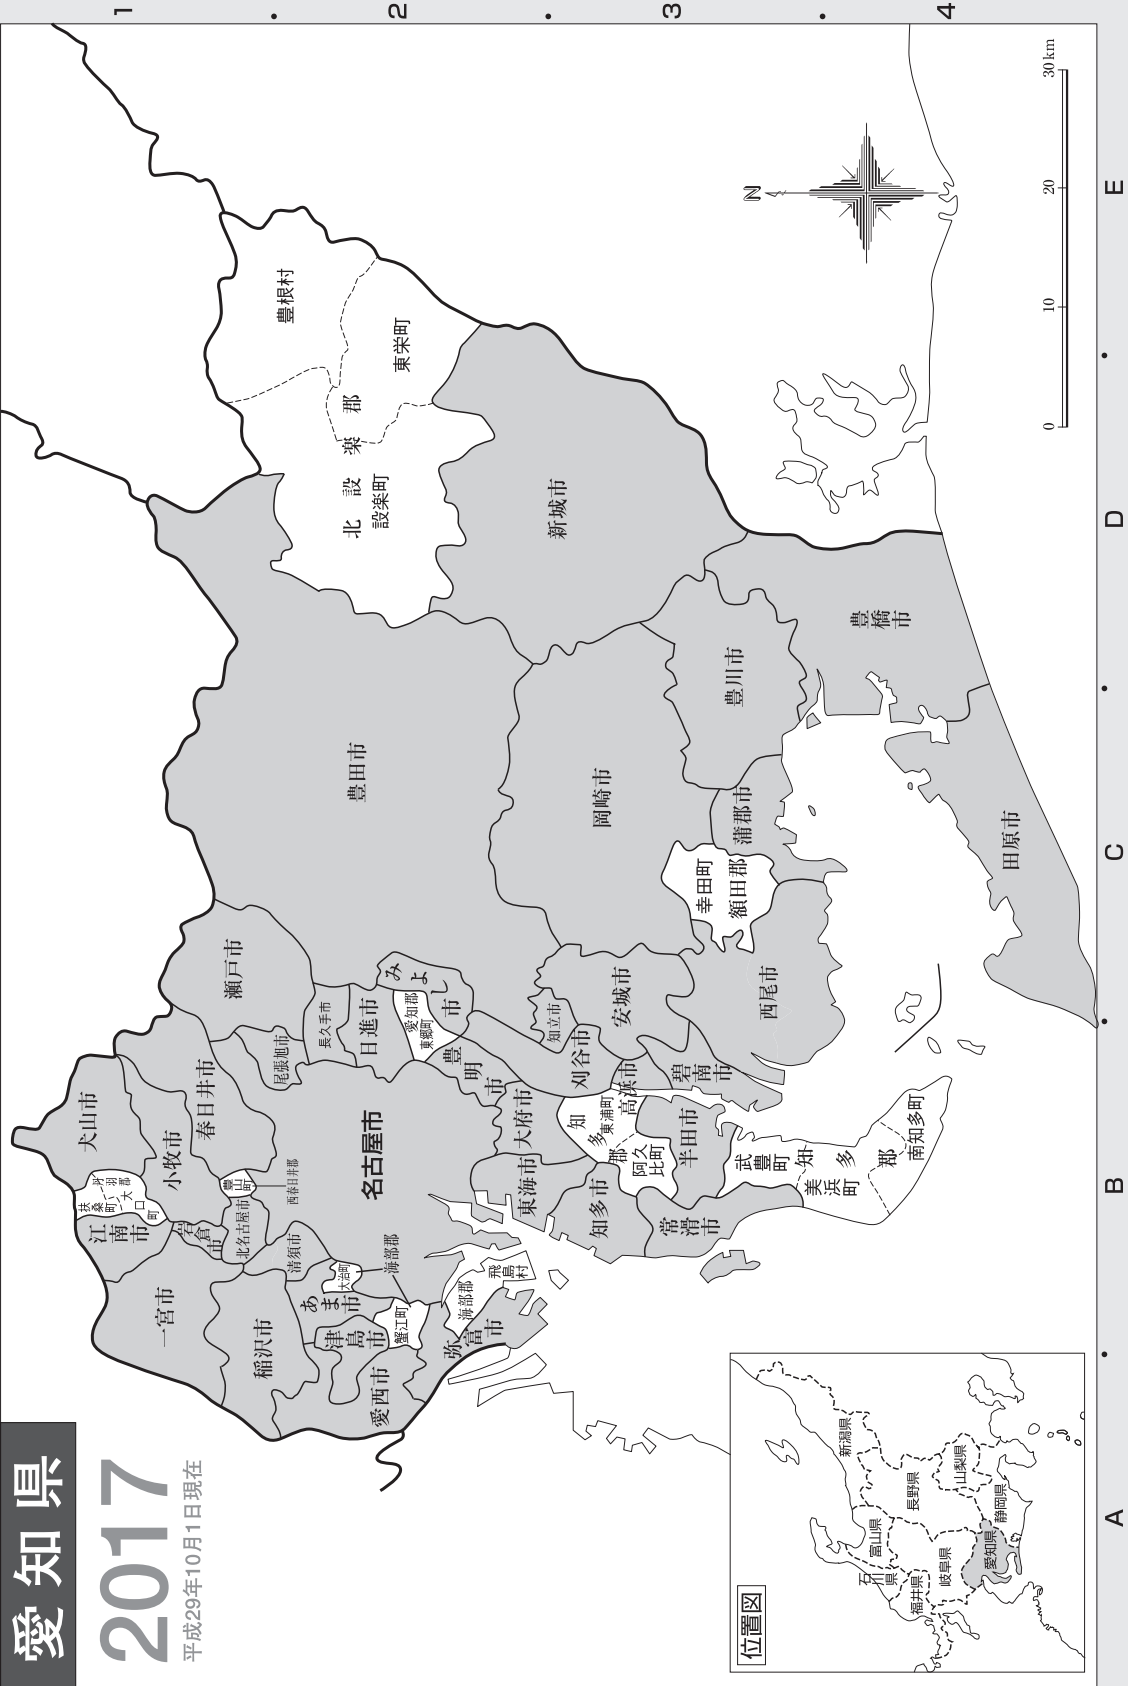 愛知県
2017
平成29年10月1日現在
1
2
3
4
A
B
C
D
E
N
0
10
20
30km
豊根村
東栄町
北設楽郡
設楽町
新城市
豊橋市
豊川市
豊田市
岡崎市
蒲郡市
幸田町
額田郡
田原市
西尾市
安城市
知立市
刈谷市
高浜市
碧南市
みよし市
愛知郡
東郷町
日進市
長久手市
瀬戸市
尾張旭市
豊明市
大府市
東海市
知多市
知多郡
東浦町
阿久比町
半田市
常滑市
武豊町
知多郡
美浜町
南知多町
名古屋市
春日井市
小牧市
犬山市
丹羽郡
扶桑町
大口町
江南市
岩倉市
豊山町
西春日井郡
北名古屋市
清須市
一宮市
稲沢市
あま市
大治町
海部郡
津島市
蟹江町
愛西市
弥富市
海部郡
飛島村
位置図
新潟県
富山県
石川県
福井県
長野県
山梨県
岐阜県
静岡県
愛知県